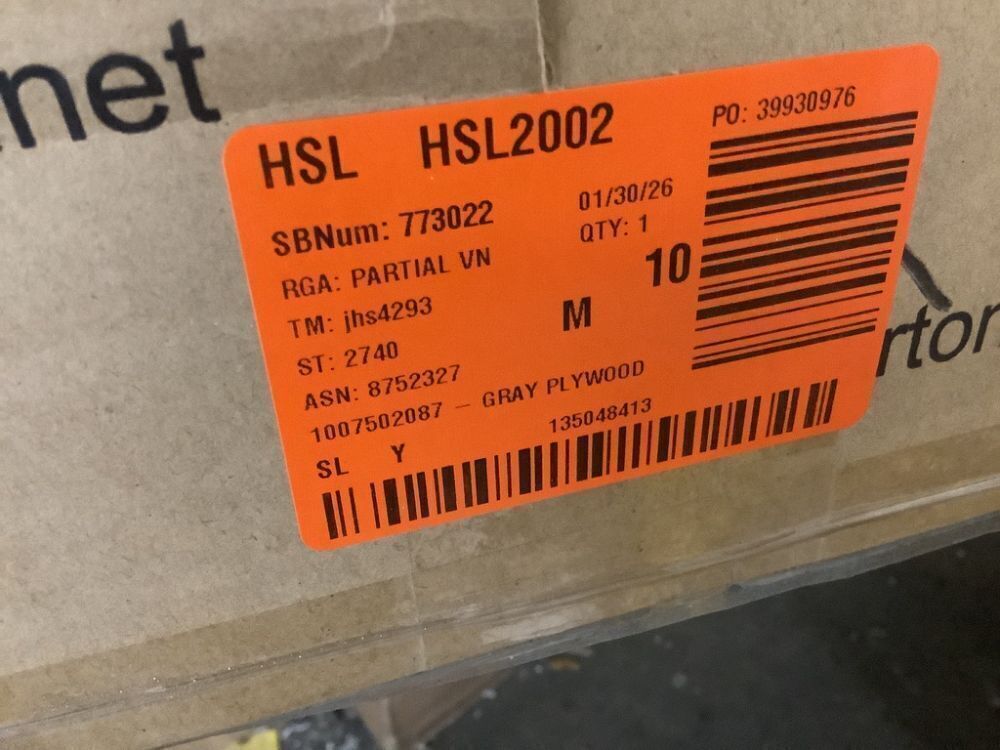 net
HSL HSL2002 PO: 39930976
SBNum: 773022 01/30/26
RGA: PARTIAL VN QTY: 1
TM: jhs4293 M 10
ST: 2740
ASN: 8752327
1007502087 - GRAY PLYWOOD
SL Y 135048413
rton